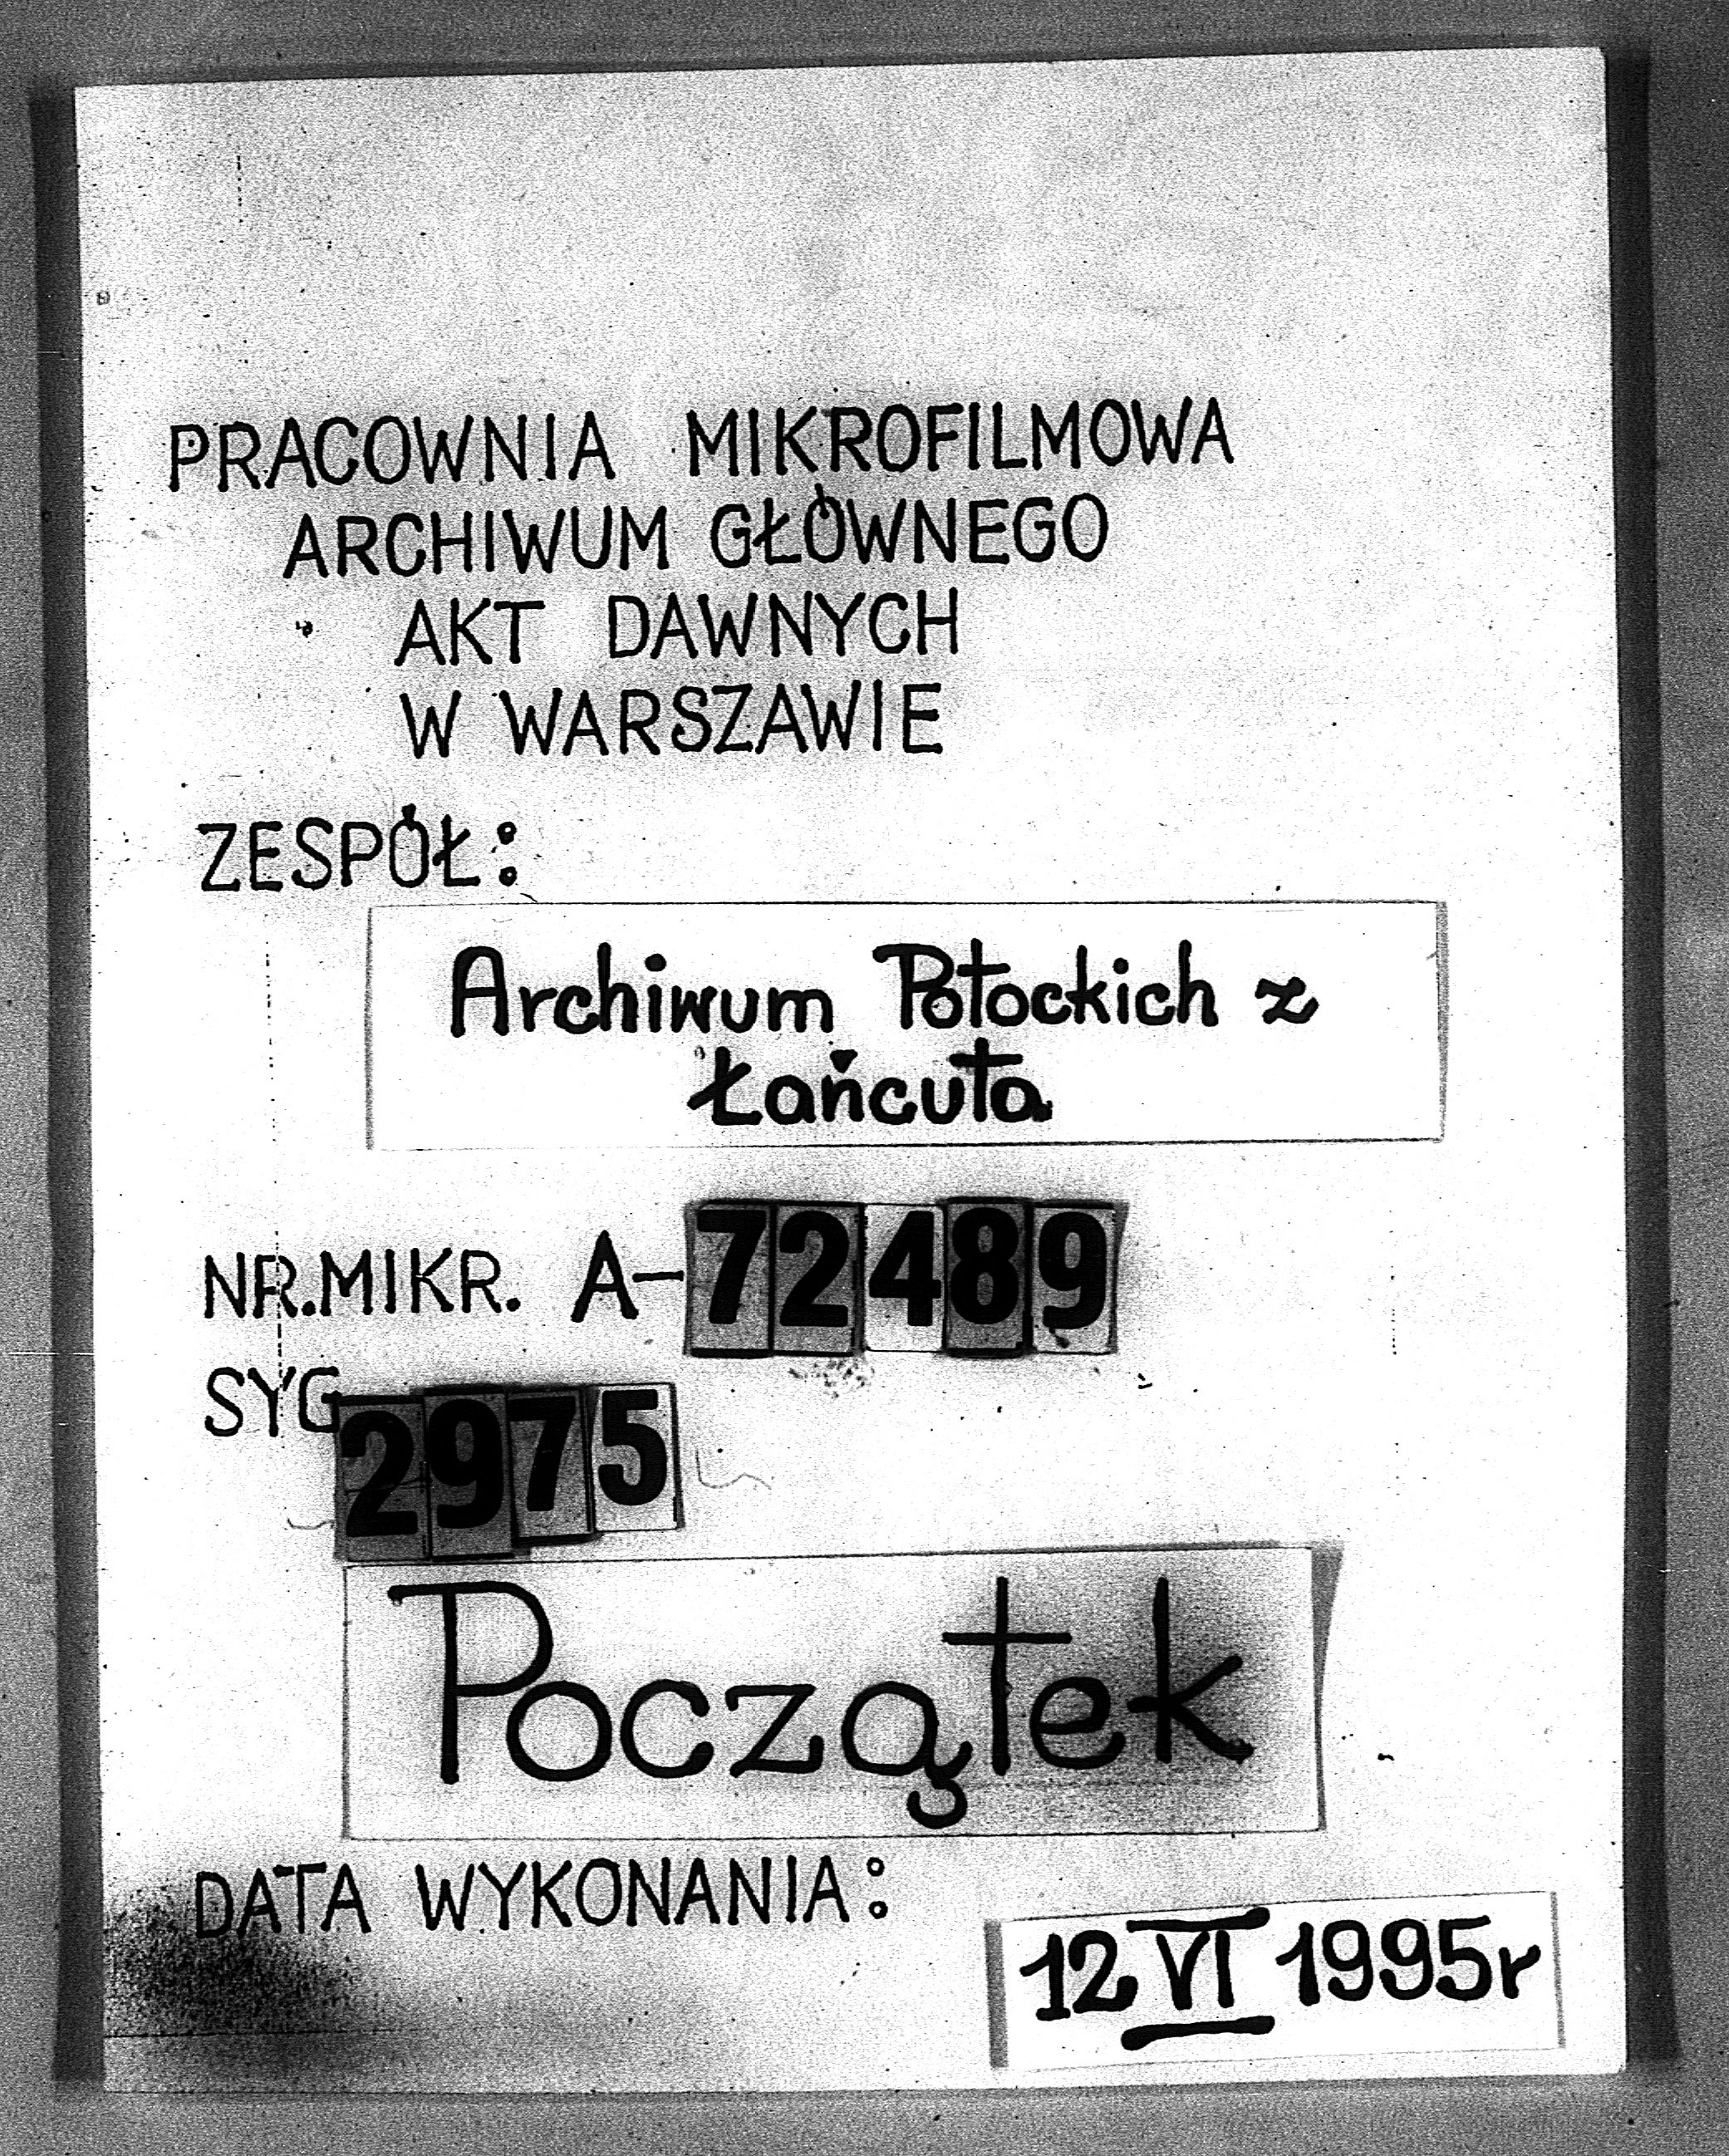 PRACOWNIA MIKROFILMOWA
ARCHIWUM GŁÓWNEGO
AKT DAWNYCH
W WARSZAWIE
ZESPÓŁ:
Archiwum Potockich z
Łańcuta
NR.MIKR. A-72489
SYG 2975
Początek
DATA WYKONANIA:
12 VI 1995r